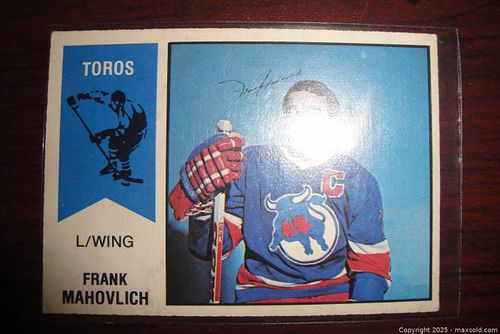 TOROS
C
L/WING
FRANK
MAHOVLICH
Copyright 2025 - maxsold.com